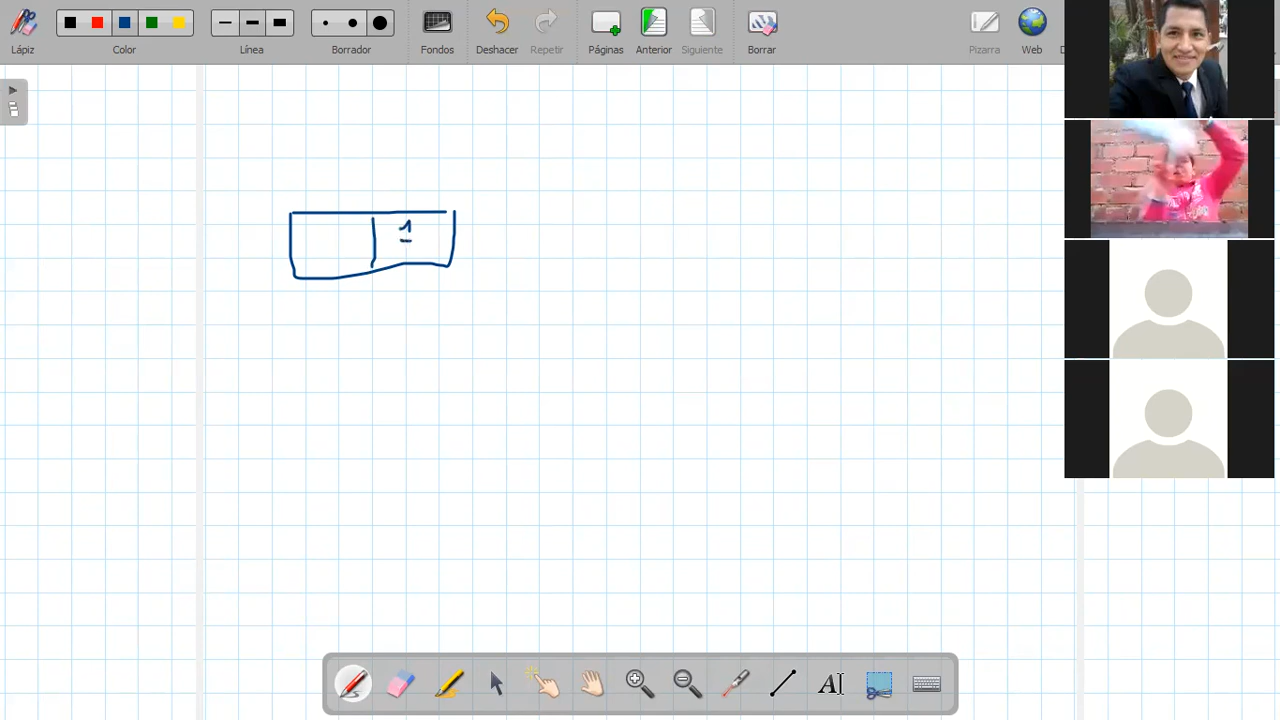 Lápiz
Color
Línea
Borrador
Fondos
Deshacer
Repetir
Páginas
Anterior
Siguiente
Borrar
Pizarra
Web
1